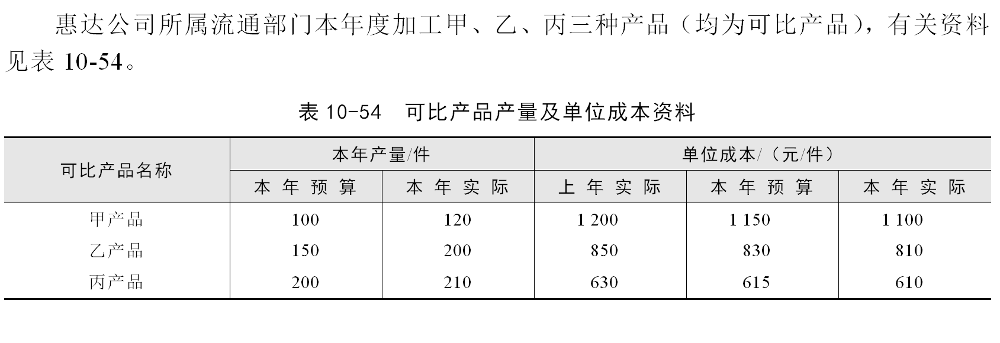 惠达公司所属流通部门本年度加工甲、乙、丙三种产品（均为可比产品），有关资料
见表 10-54。
表 10-54 可比产品产量及单位成本资料
可比产品名称 本年产量/件 单位成本/（元/件）
本年预算 本年实际 上年实际 本年预算 本年实际
甲产品 100 120 1 200 1 150 1 100
乙产品 150 200 850 830 810
丙产品 200 210 630 615 610